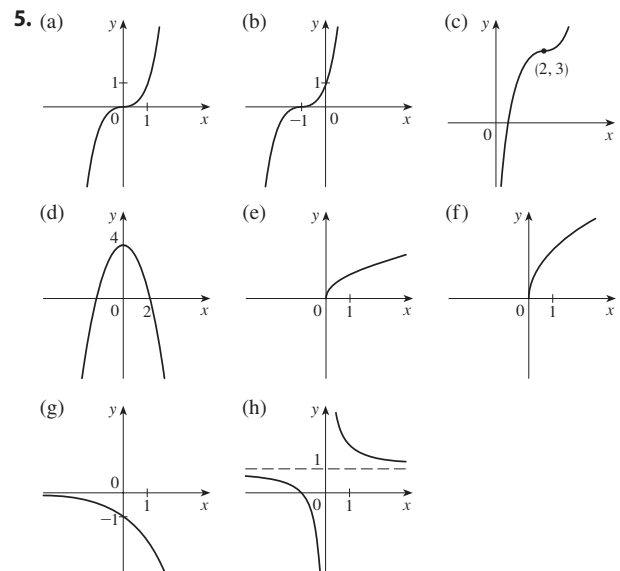 5. (a) (b) (c)
y y y
1 1 (2, 3)
0 1 x −1 0 x 0 x
(d) (e) (f)
y y y
4
0 2 x 0 1 x 0 1 x
(g) (h)
y y
0 1
1 x 0 1 x
−1